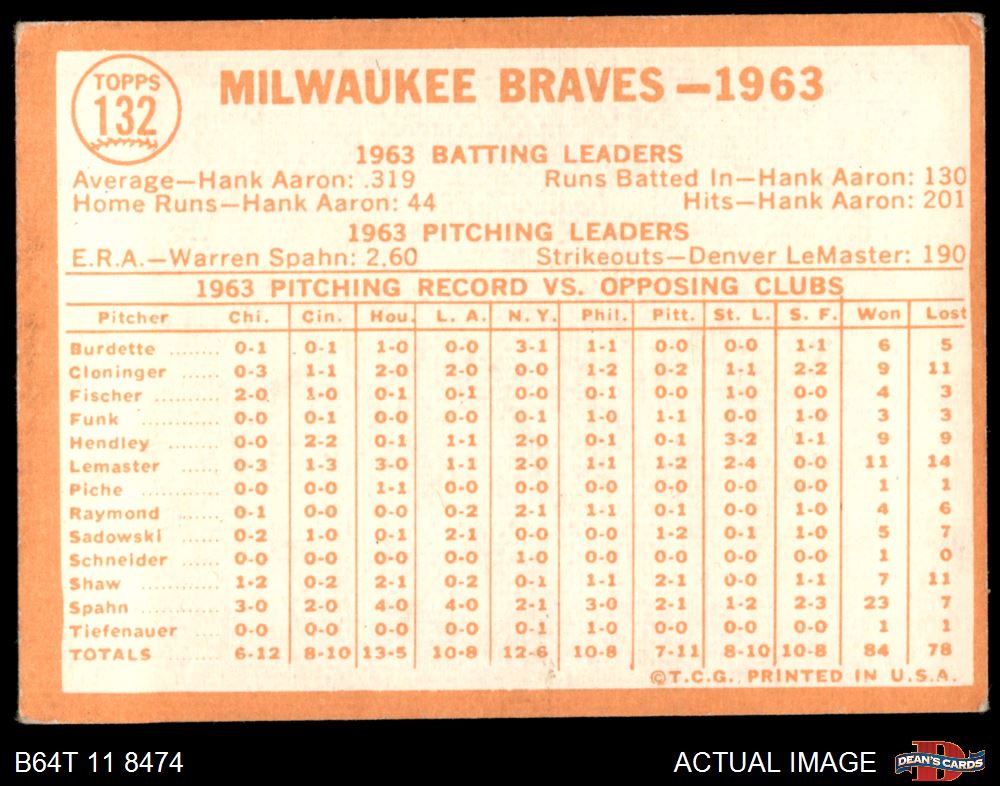 TOPPS
132
MILWAUKEE BRAVES—1963
1963 BATTING LEADERS
Average—Hank Aaron: .319 Runs Batted In—Hank Aaron: 130
Home Runs—Hank Aaron: 44 Hits—Hank Aaron: 201
1963 PITCHING LEADERS
E.R.A.—Warren Spahn: 2.60 Strikeouts—Denver LeMaster: 190
1963 PITCHING RECORD VS. OPPOSING CLUBS
Pitcher Chi. Cin. Hou. L. A. N. Y. Phil. Pitt. St. L. S. F. Won Lost
Burdette ........ 0-1 0-1 1-0 0-0 3-1 1-1 0-0 0-0 1-1 6 5
Cloninger ...... 0-3 1-1 2-0 2-0 0-0 1-2 0-2 1-1 2-2 9 11
Fischer .......... 2-0 1-0 0-1 0-1 0-0 0-1 0-0 1-0 0-0 4 3
Funk ............. 0-0 0-1 0-0 0-0 0-1 1-0 1-1 0-0 1-0 3 3
Hendley ........ 0-0 2-2 0-1 1-1 2-0 0-1 0-1 3-2 1-1 9 9
Lemaster ...... 0-3 1-3 3-0 1-1 2-0 1-1 1-2 2-4 0-0 11 14
Piche ............ 0-0 0-0 1-1 0-0 0-0 0-0 0-0 0-0 0-0 1 1
Raymond ...... 0-1 0-0 0-0 0-2 2-1 1-1 0-1 0-0 1-0 4 6
Sadowski ...... 0-2 1-0 0-1 2-1 0-0 0-0 1-2 0-1 1-0 5 7
Schneider ...... 0-0 0-0 0-0 0-0 1-0 0-0 0-0 0-0 0-0 1 0
Shaw ............ 1-2 0-2 2-1 0-2 0-1 1-1 2-1 0-0 1-1 7 11
Spahn ........... 3-0 2-0 4-0 4-0 2-1 3-0 2-1 1-2 2-3 23 7
Tiefenauer .... 0-0 0-0 0-0 0-0 0-1 1-0 0-0 0-0 0-0 1 1
TOTALS ........ 6-12 8-10 13-5 10-8 12-6 10-8 7-11 8-10 10-8 84 78
©T.C.G. PRINTED IN U.S.A.
B64T 11 8474 ACTUAL IMAGE
D
DEAN'S CARDS